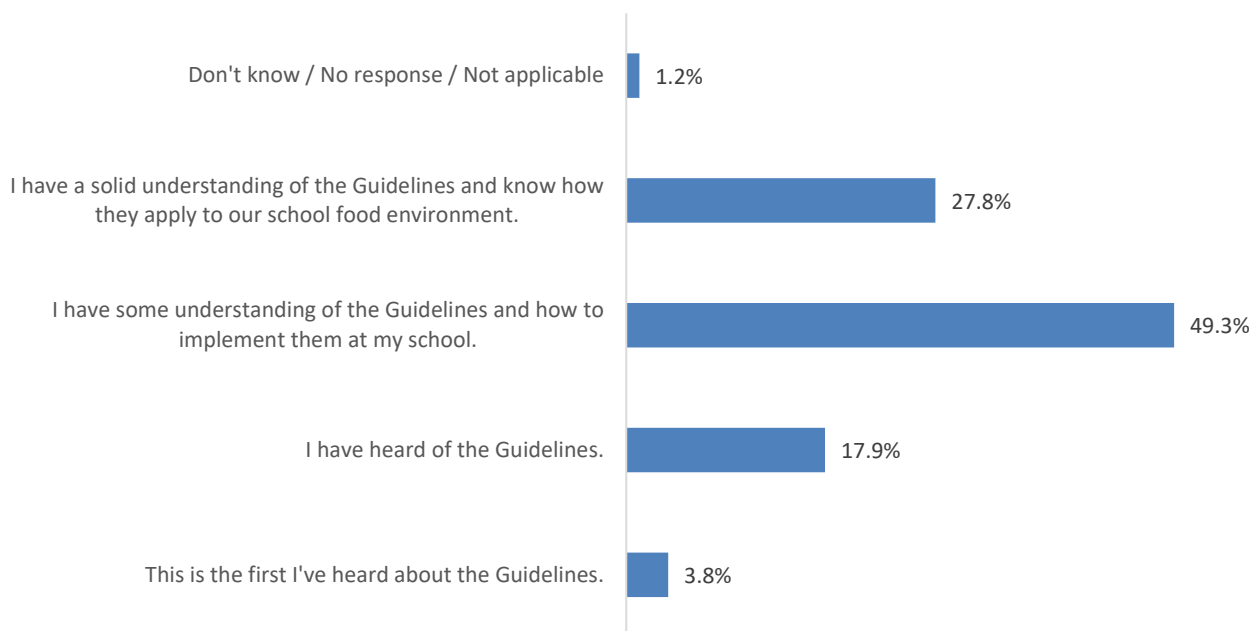 Don't know / No response / Not applicable
1.2%
I have a solid understanding of the Guidelines and know how
they apply to our school food environment.
27.8%
I have some understanding of the Guidelines and how to
implement them at my school.
49.3%
I have heard of the Guidelines.
17.9%
This is the first I've heard about the Guidelines.
3.8%